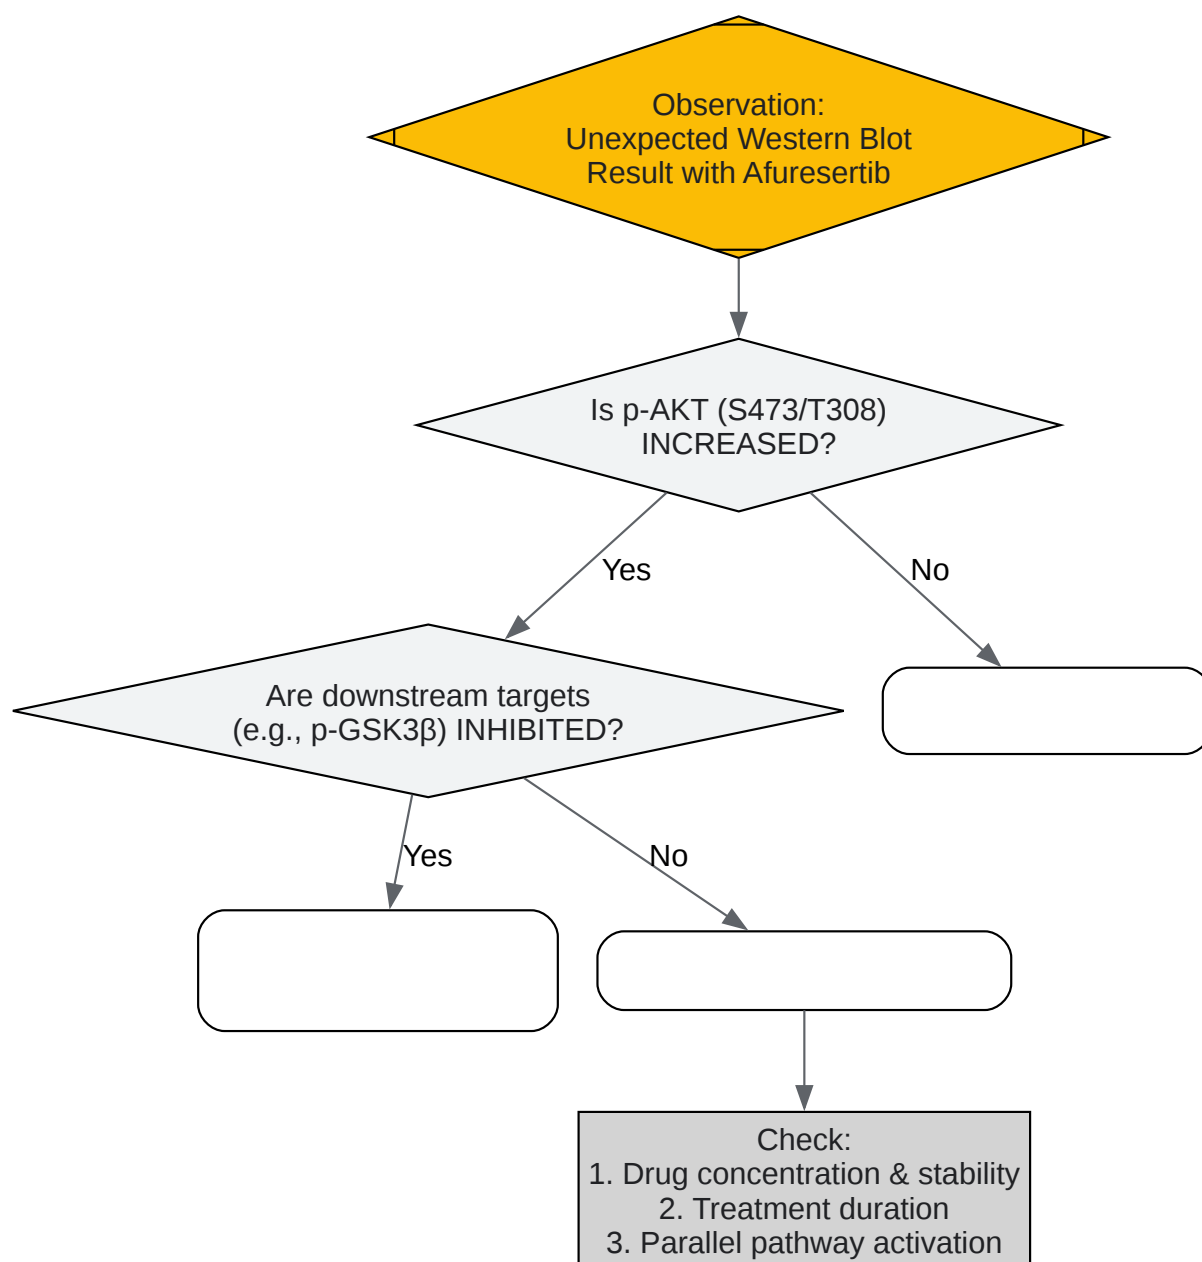 Observation:
Unexpected Western Blot
Result with Afuresertib
Is p-AKT (S473/T308)
INCREASED?
Yes
No
Are downstream targets
(e.g., p-GSK3β) INHIBITED?
Yes
No
Check:
1. Drug concentration & stability
2. Treatment duration
3. Parallel pathway activation